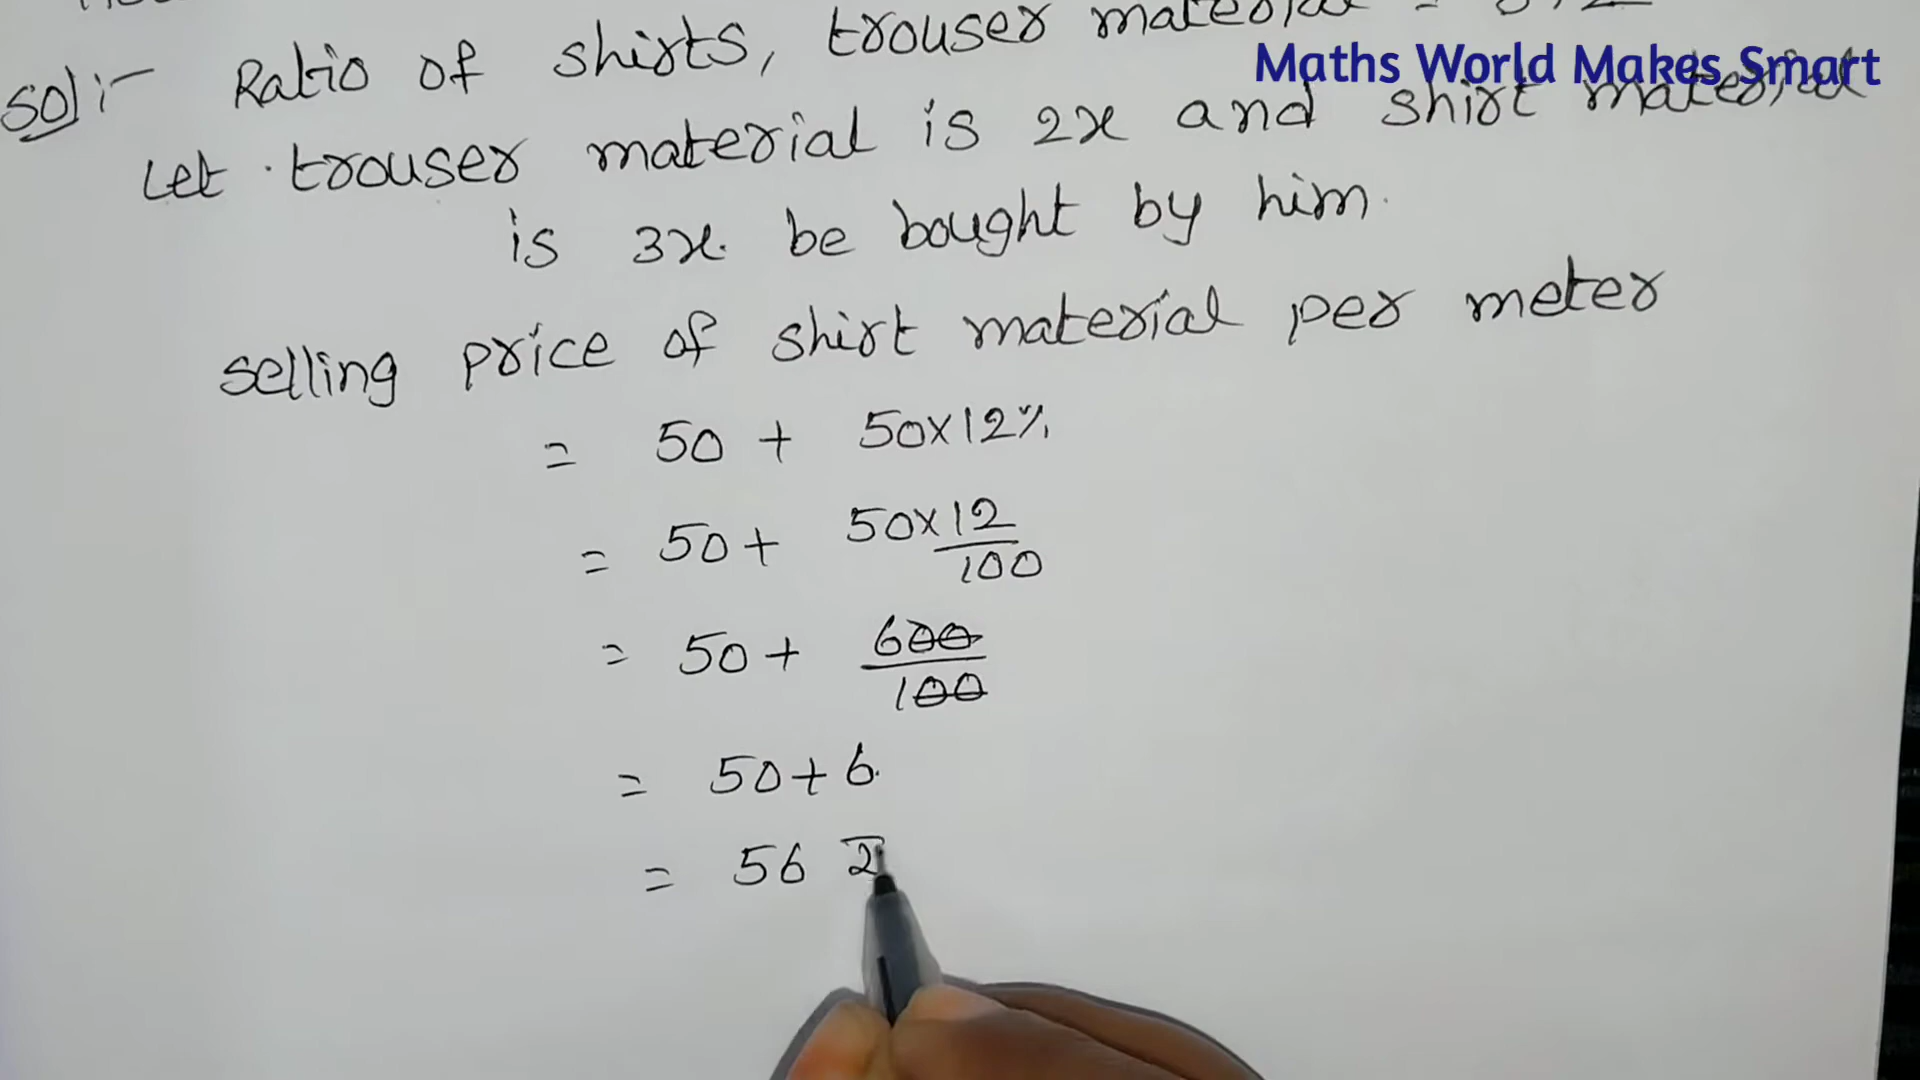 Sol:- Ratio of shirts, trouser material =
Maths World Makes Smart
Let trouser material is 2x and shirt material
is 3x. be bought by him.
selling price of shirt material per meter
= 50 + 50×12%
= 50 + 50×12/100
= 50 + 600/100
= 50+6.
= 56